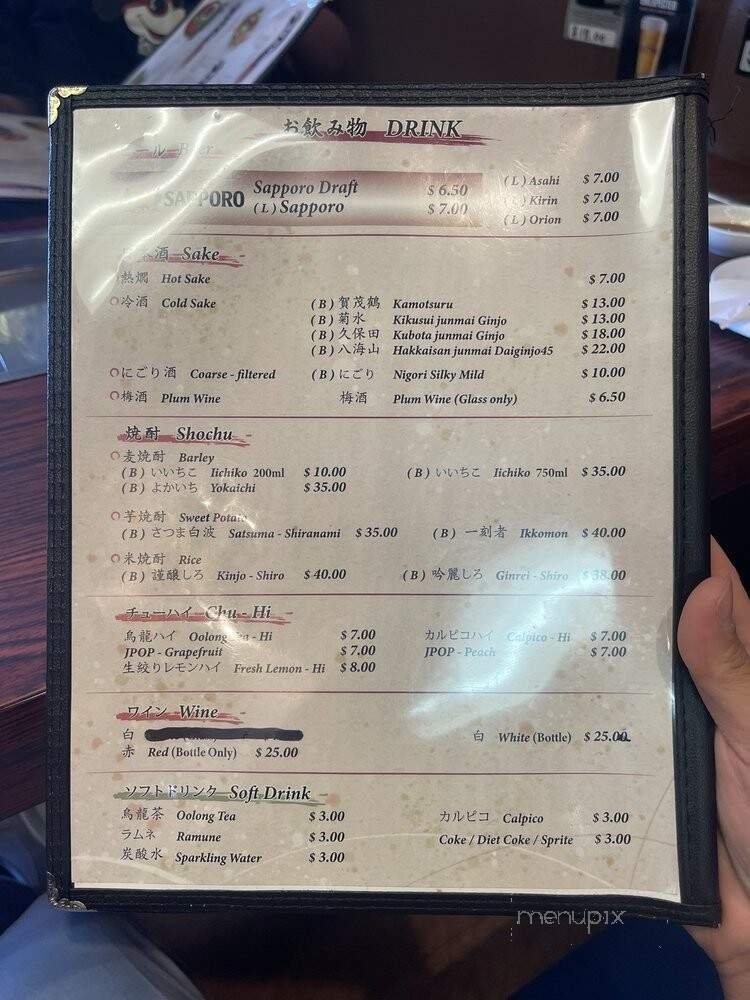 お飲み物 DRINK
ール Beer
SAPPORO
Sapporo Draft $ 6.50
( L ) Sapporo $ 7.00
( L ) Asahi $ 7.00
( L ) Kirin $ 7.00
( L ) Orion $ 7.00
酒 Sake
熱燗 Hot Sake $ 7.00
冷酒 Cold Sake ( B ) 賀茂鶴 Kamotsuru $ 13.00
( B ) 菊水 Kikusui junmai Ginjo $ 13.00
( B ) 久保田 Kubota junmai Ginjo $ 18.00
( B ) 八海山 Hakkaisan junmai Daiginjo45 $ 22.00
にごり酒 Coarse - filtered ( B ) にごり Nigori Silky Mild $ 10.00
梅酒 Plum Wine 梅酒 Plum Wine (Glass only) $ 6.50
焼酎 Shochu
麦焼酎 Barley
( B ) いいちこ Iichiko 200ml $ 10.00 ( B ) いいちこ Iichiko 750ml $ 35.00
( B ) よかいち Yokaichi $ 35.00
芋焼酎 Sweet Potato
( B ) さつま白波 Satsuma - Shiranami $ 35.00 ( B ) 一刻者 Ikkomon $ 40.00
米焼酎 Rice
( B ) 謹醸しろ Kinjo - Shiro $ 40.00 ( B ) 吟麗しろ Ginrei - Shiro $ 38.00
チューハイ Chu - Hi
烏龍ハイ Oolong Tea - Hi $ 7.00 カルピコハイ Calpico - Hi $ 7.00
JPOP - Grapefruit $ 7.00 JPOP - Peach $ 7.00
生絞りレモンハイ Fresh Lemon - Hi $ 8.00
ワイン Wine
白 白 White (Bottle) $ 25.00
赤 Red (Bottle Only) $ 25.00
ソフトドリンク Soft Drink
烏龍茶 Oolong Tea $ 3.00 カルピコ Calpico $ 3.00
ラムネ Ramune $ 3.00 Coke / Diet Coke / Sprite $ 3.00
炭酸水 Sparkling Water $ 3.00
menupix